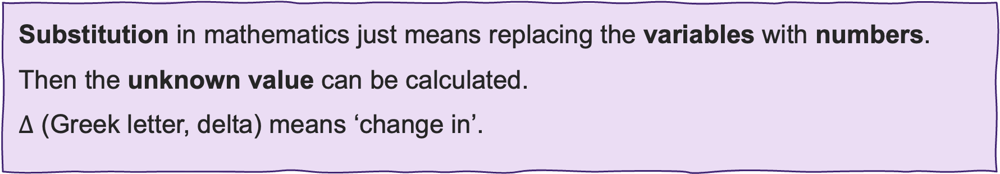 Substitution in mathematics just means replacing the variables with numbers.
Then the unknown value can be calculated.
Δ (Greek letter, delta) means ‘change in’.